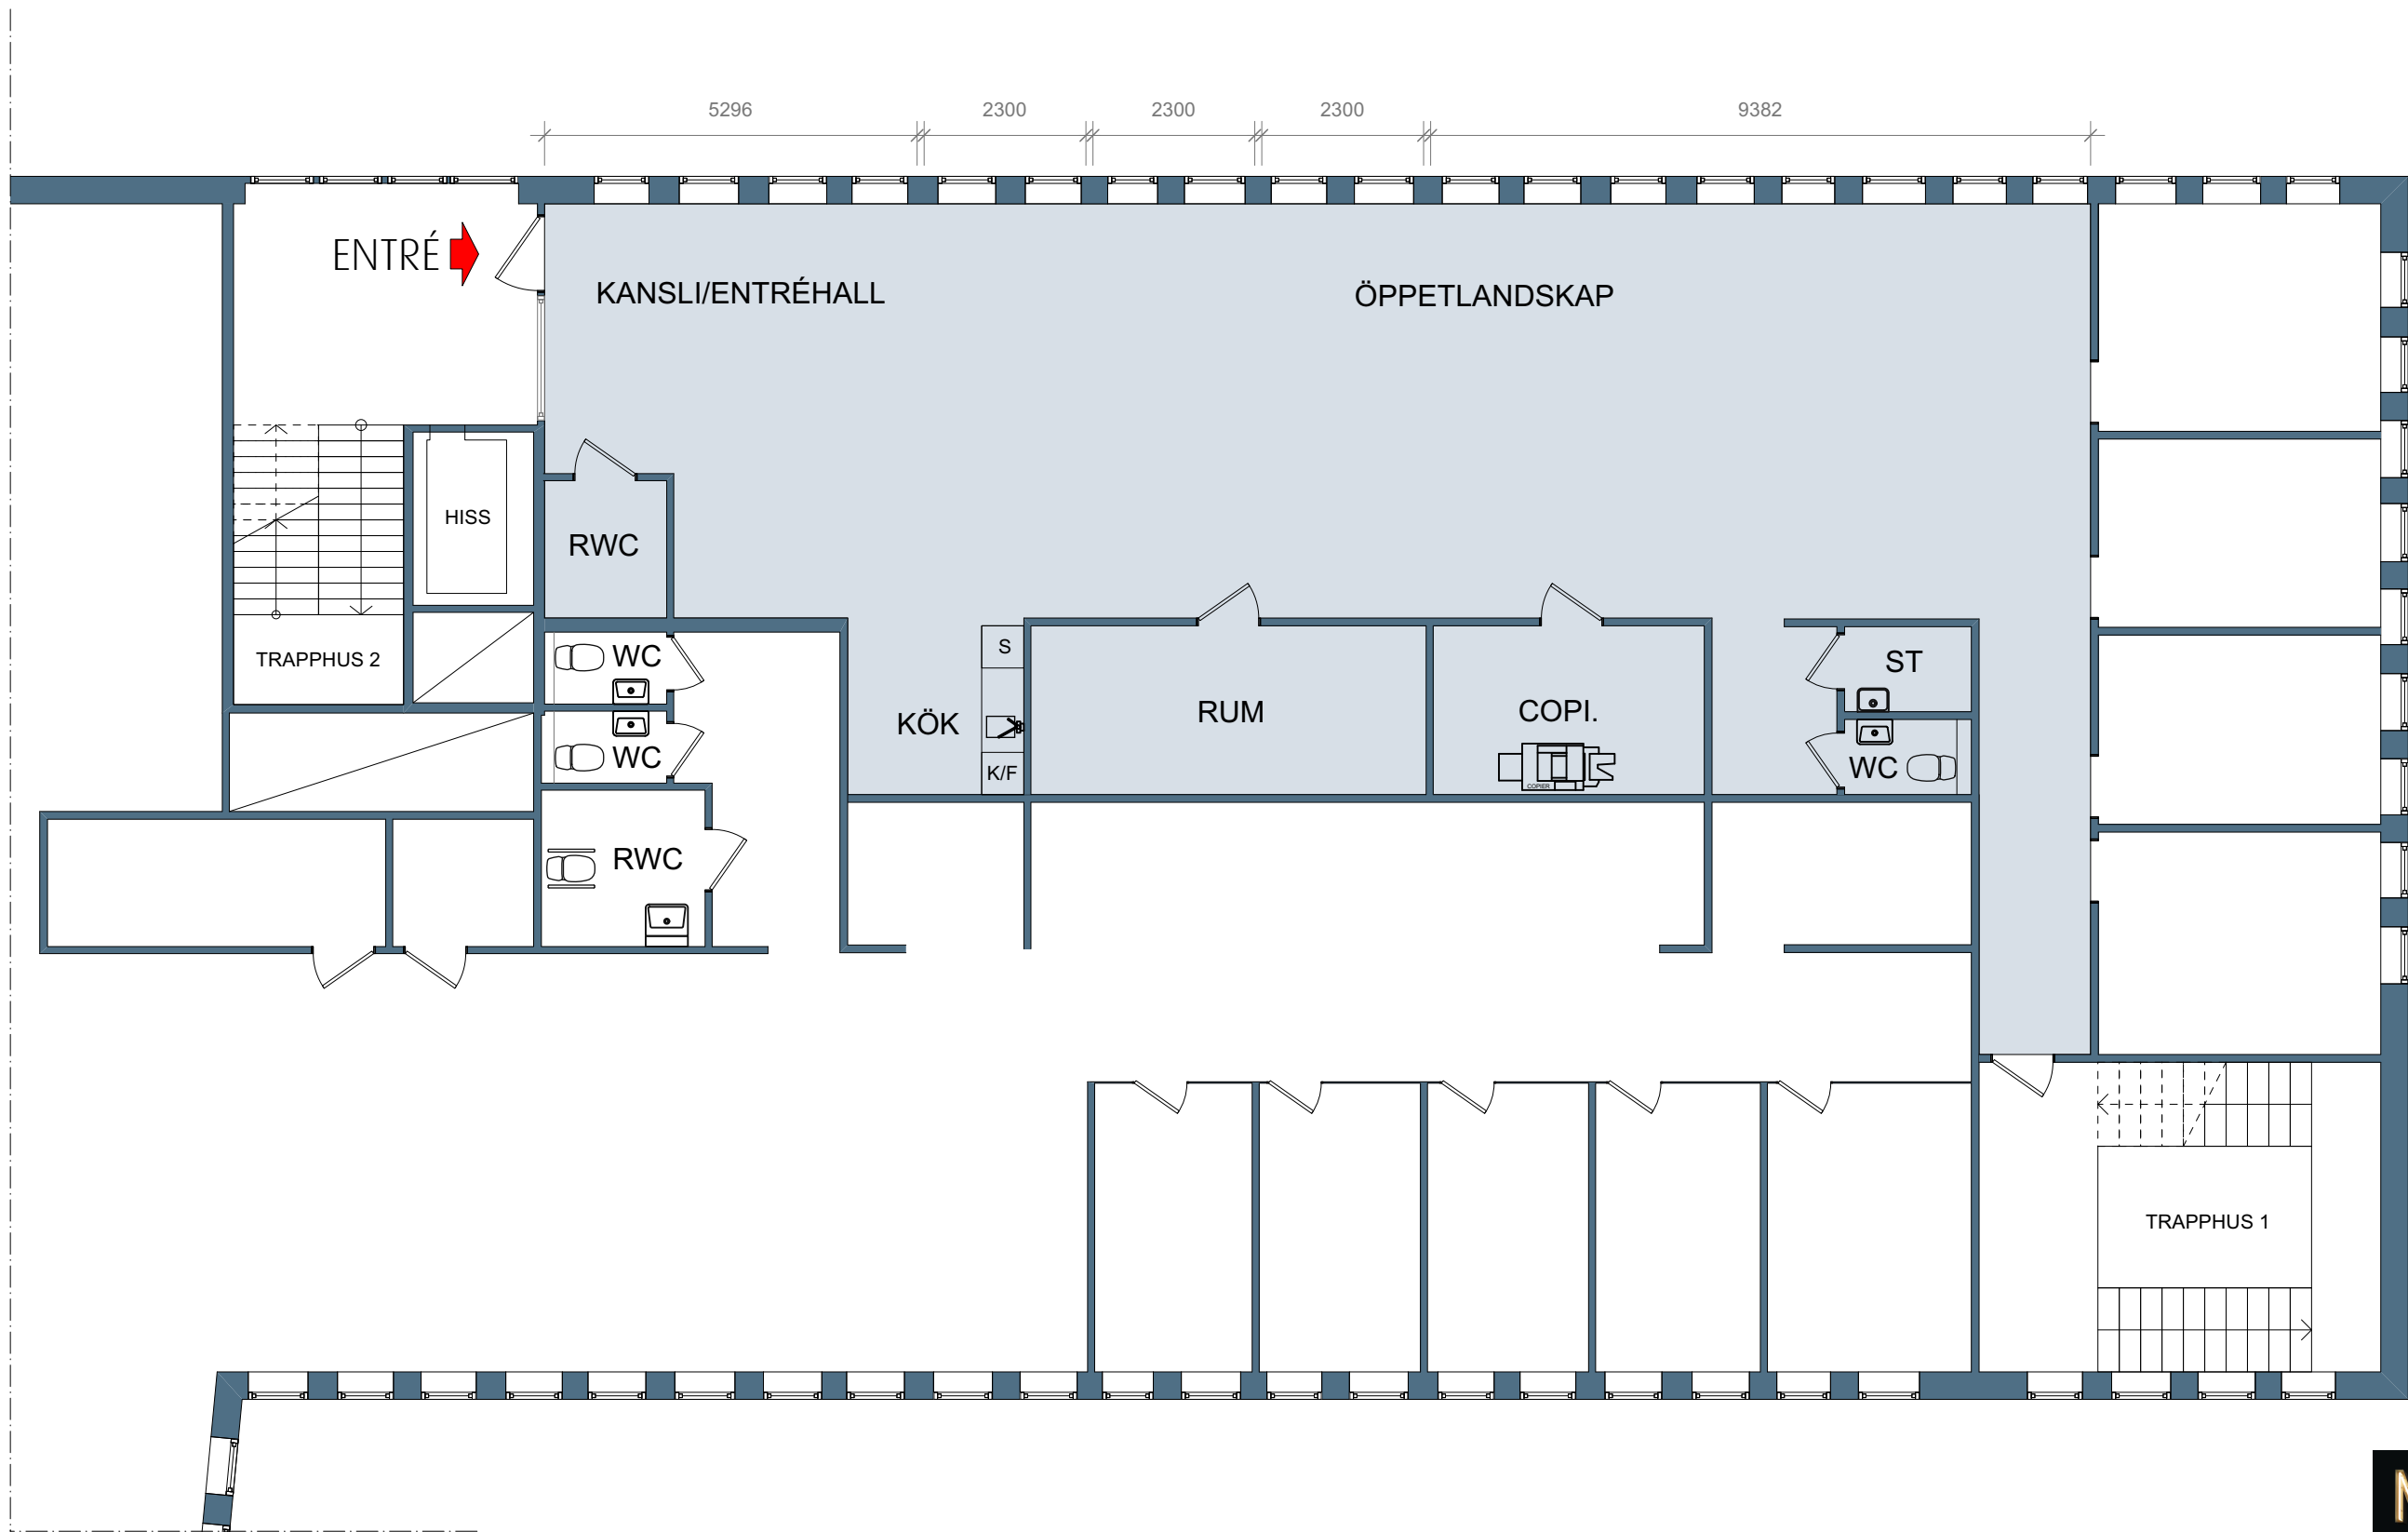 5296
2300
2300
2300
9382
ENTRÉ
KANSLI/ENTRÉHALL
ÖPPETLANDSKAP
HISS
RWC
TRAPPHUS 2
WC
S
ST
KÖK
RUM
COPI.
WC
K/F
WC
COPIER
RWC
TRAPPHUS 1